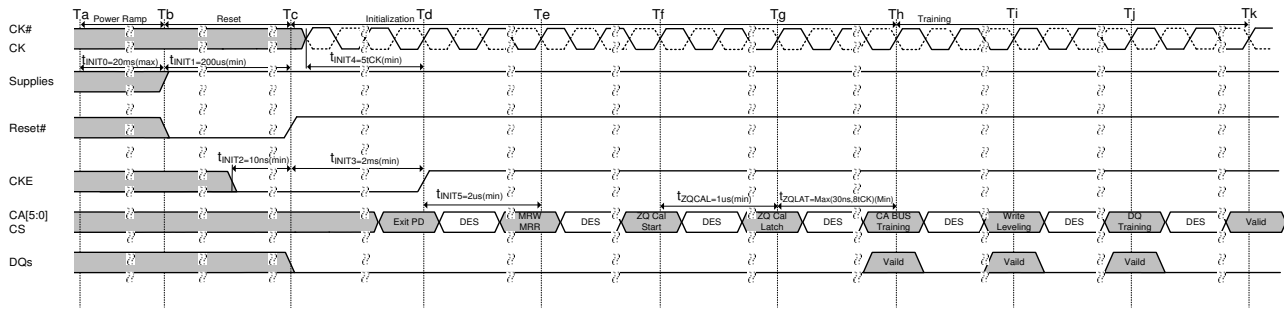 Ta Power Ramp Tb Reset Tc Initialization Td Te Tf Tg Th Training Ti Tj Tk
CK#
CK
tINIT0=20ms(max) tINIT1=200us(min) tINIT4=5tCK(min)
Supplies
Reset#
tINIT2=10ns(min) tINIT3=2ms(min)
CKE
tINIT5=2us(min) tZQCAL=1us(min) tZQLAT=Max(30ns,8tCK)(Min)
CA[5:0]
CS
Exit PD DES MRW MRR DES ZQ Cal Start DES ZQ Cal Latch DES CA BUS Training DES Write Leveling DES DQ Training DES Valid
DQs Vaild Vaild Vaild